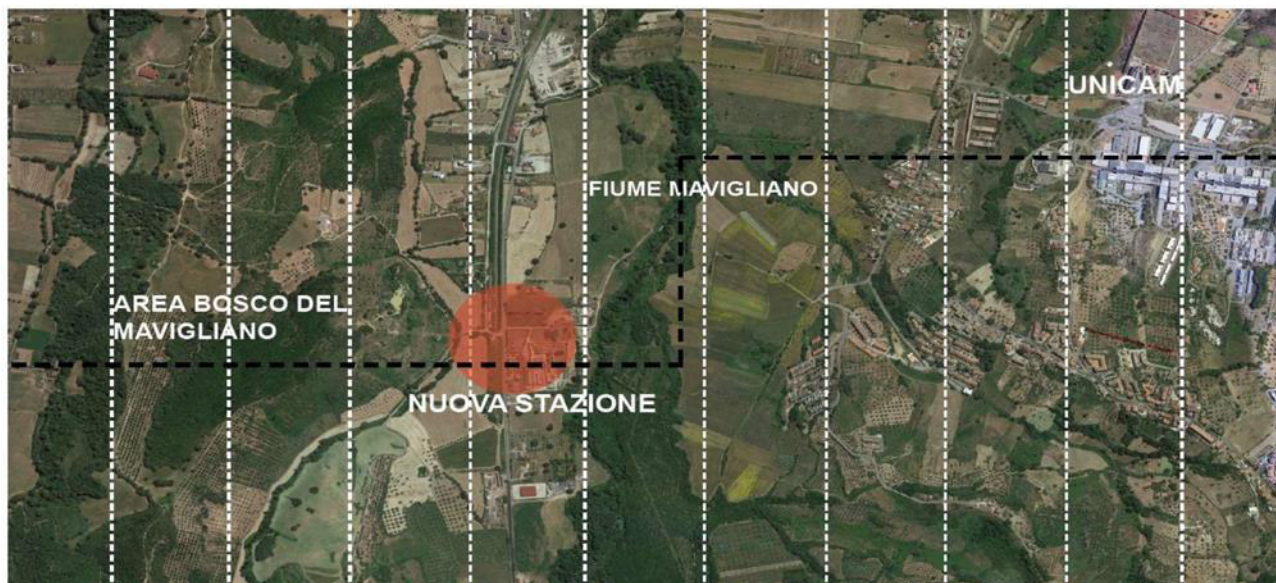 UNICAM
FIUME MAVIGLIANO
AREA BOSCO DEL
MAVIGLIANO
NUOVA STAZIONE